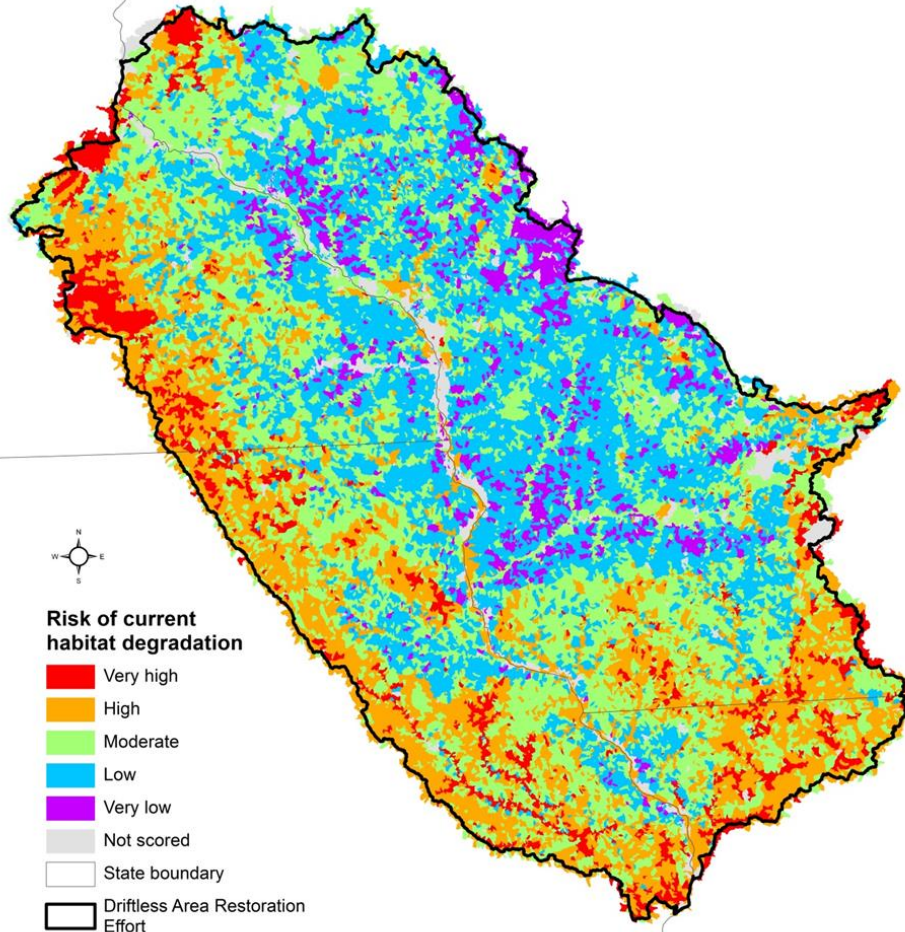 N
W E
S
Risk of current
habitat degradation
Very high
High
Moderate
Low
Very low
Not scored
State boundary
Driftless Area Restoration
Effort